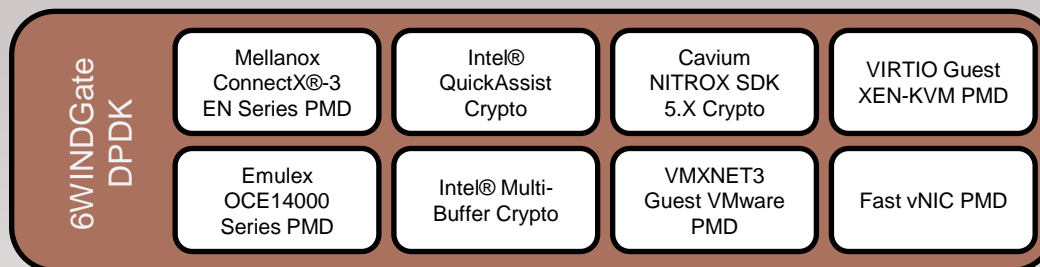 6WINDGate
DPDK
Mellanox
ConnectX®-3
EN Series PMD
Intel®
QuickAssist
Crypto
Cavium
NITROX SDK
5.X Crypto
VIRTIO Guest
XEN-KVM PMD
Emulex
OCE14000
Series PMD
Intel® Multi-
Buffer Crypto
VMXNET3
Guest VMware
PMD
Fast vNIC PMD